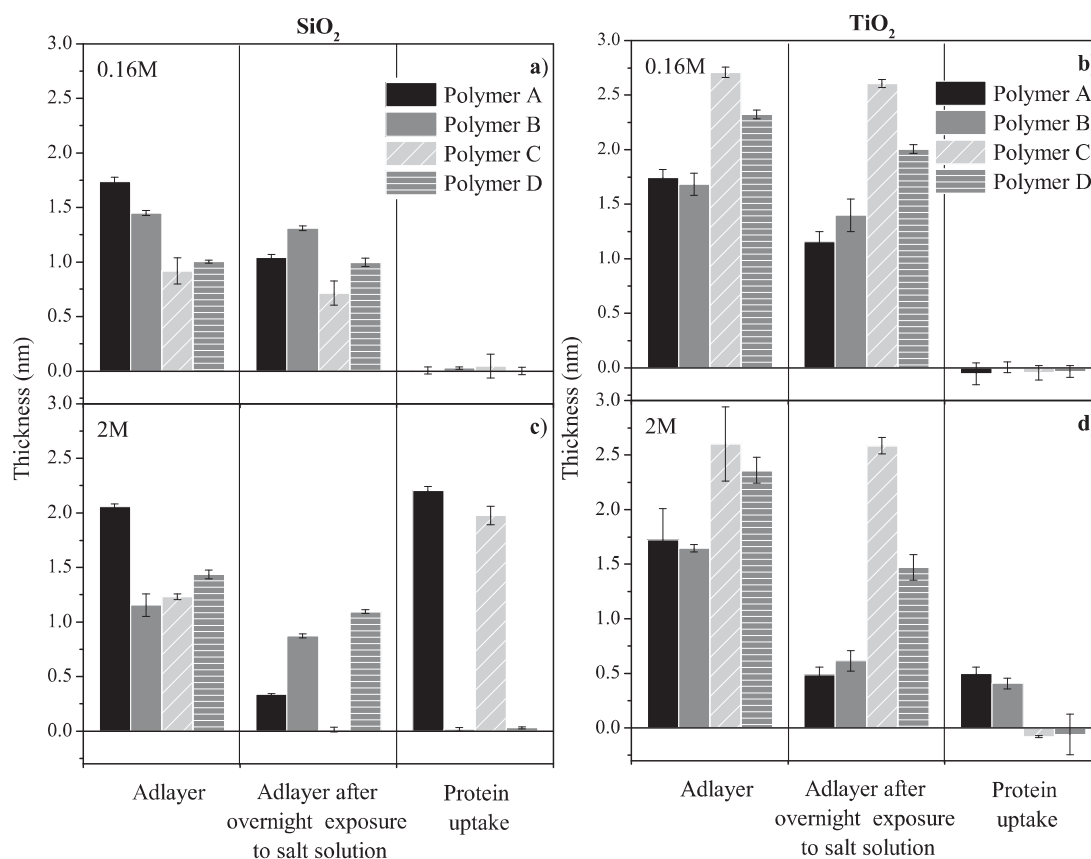 SiO2
3.0
2.5
2.0
1.5
1.0
0.5
0.0
0.16M
a)
Polymer A
Polymer B
Polymer C
Polymer D
3.0
2.5
2.0
1.5
1.0
0.5
0.0
2M
c)
Thickness (nm)
Adlayer
Adlayer after
overnight exposure
to salt solution
Protein
uptake
TiO2
3.0
2.5
2.0
1.5
1.0
0.5
0.0
0.16M
b
Polymer A
Polymer B
Polymer C
Polymer D
3.0
2.5
2.0
1.5
1.0
0.5
0.0
2M
d
Thickness (nm)
Adlayer
Adlayer after
overnight exposure
to salt solution
Protein
uptake